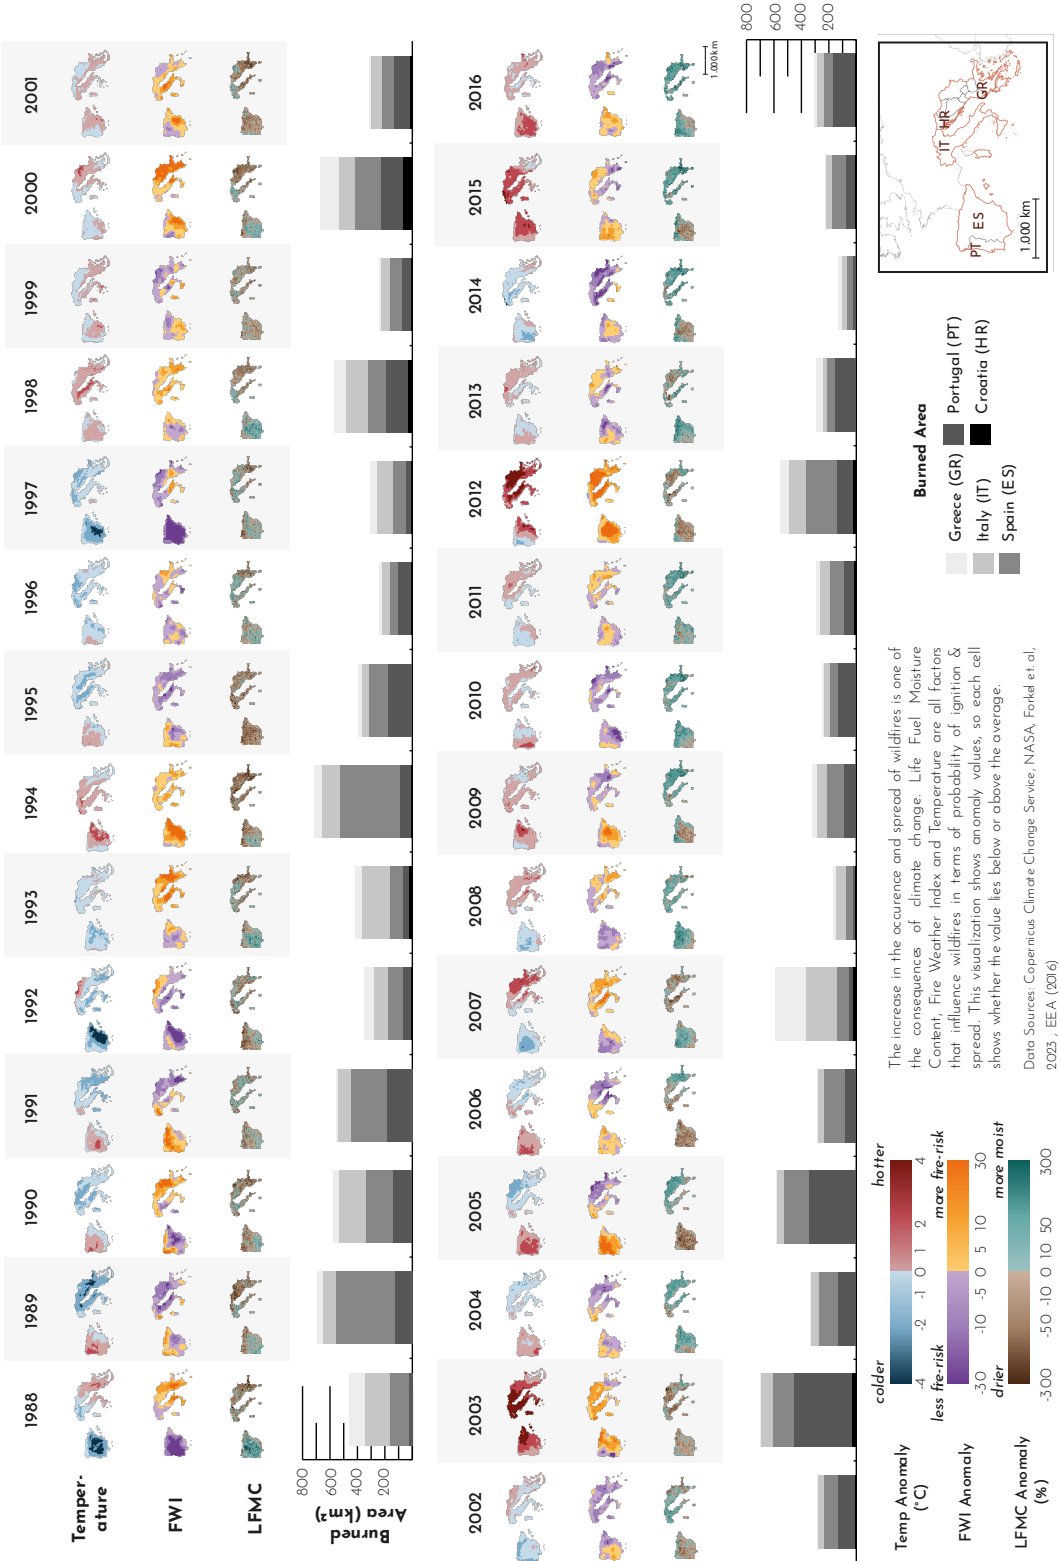 1988 1989 1990 1991 1992 1993 1994 1995 1996 1997 1998 1999 2000 2001
Temper-
ature
FWI
LFMC
800
600
400
200
Burned
Area (km²)
2002 2003 2004 2005 2006 2007 2008 2009 2010 2011 2012 2013 2014 2015 2016
1.000 km
800
600
400
200
Temp Anomaly
(°C)
colder hotter
-4 -2 -1 0 1 2 4
FWI Anomaly
less fire-risk more fire-risk
-30 -10 -5 0 5 10 30
LFMC Anomaly
(%)
drier more moist
-300 -50 -10 0 10 50 300
The increase in the occurence and spread of wildfires is one of
the consequences of climate change. Life Fuel Moisture
Content, Fire Weather Index and Temperature are all factors
that influence wildfires in terms of probability of ignition &
spread. This visualization shows anomaly values, so each cell
shows whether the value lies below or above the average.
Data Sources: Copernicus Climate Change Service, NASA, Forkel et. al,
2023 , EEA (2016)
Burned Area
Greece (GR) Portugal (PT)
Italy (IT) Croatia (HR)
Spain (ES)
IT HR
GR
PT ES
1.000 km